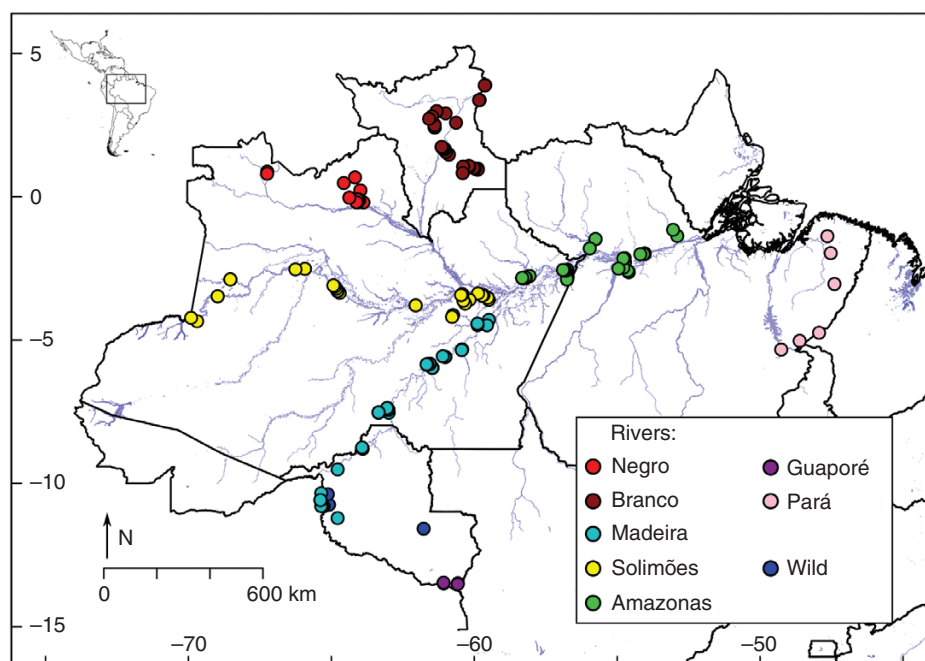 5
0
−5
−10
−15
−70
−60
−50
N
0
600 km
Rivers:
Negro
Branco
Madeira
Solimões
Amazonas
Guaporé
Pará
Wild